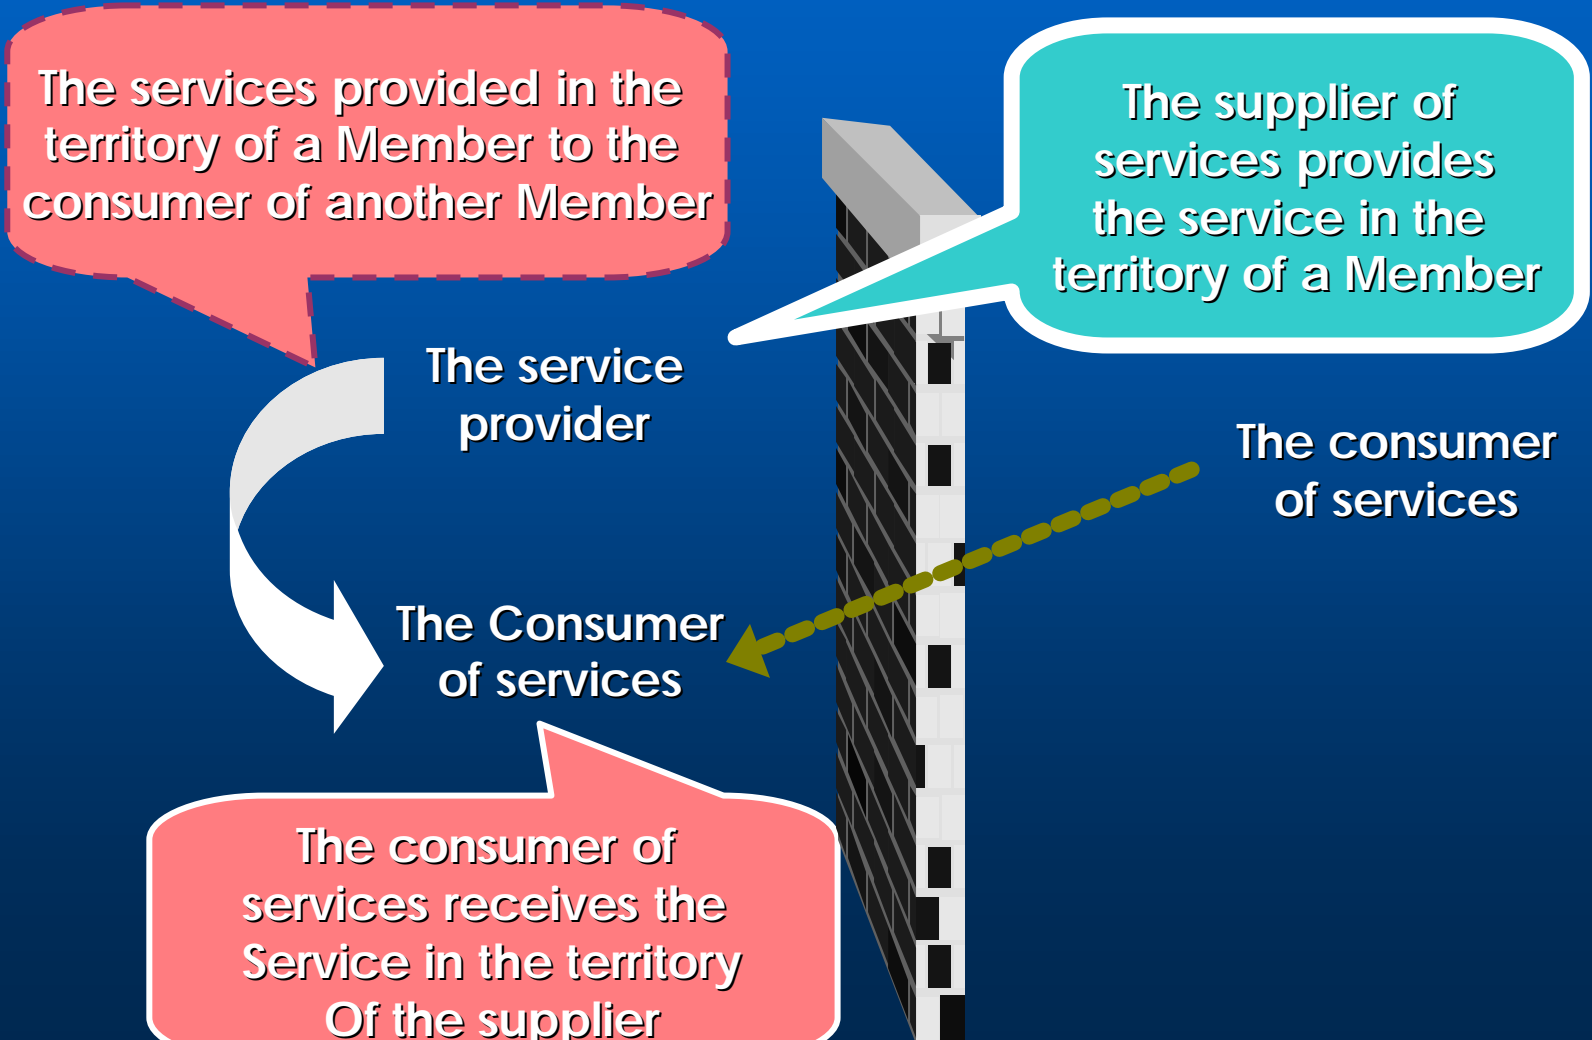 The services provided in the
territory of a Member to the
consumer of another Member
The supplier of
services provides
the service in the
territory of a Member
The service
provider
The consumer
of services
The Consumer
of services
The consumer of
services receives the
Service in the territory
Of the supplier